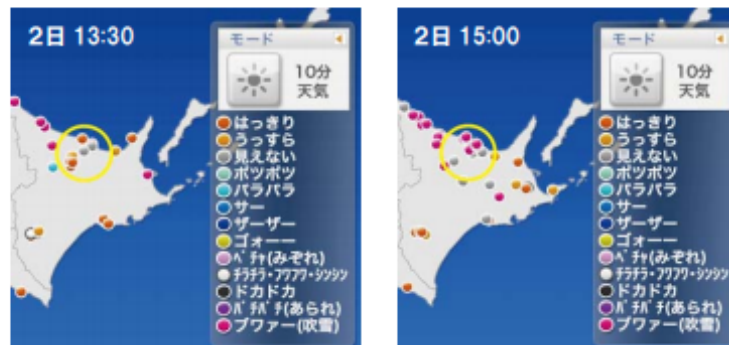 2日 13:30
モード
10分
天気
はっきり
うっすら
見えない
ポツポツ
パラパラ
サー
ザーザー
ゴォーー
ベチャ(みぞれ)
チラチラ・フワフワ・シンシン
ドカドカ
パチパチ(あられ)
ブワァー(吹雪)
2日 15:00
モード
10分
天気
はっきり
うっすら
見えない
ポツポツ
パラパラ
サー
ザーザー
ゴォーー
ベチャ(みぞれ)
チラチラ・フワフワ・シンシン
ドカドカ
パチパチ(あられ)
ブワァー(吹雪)